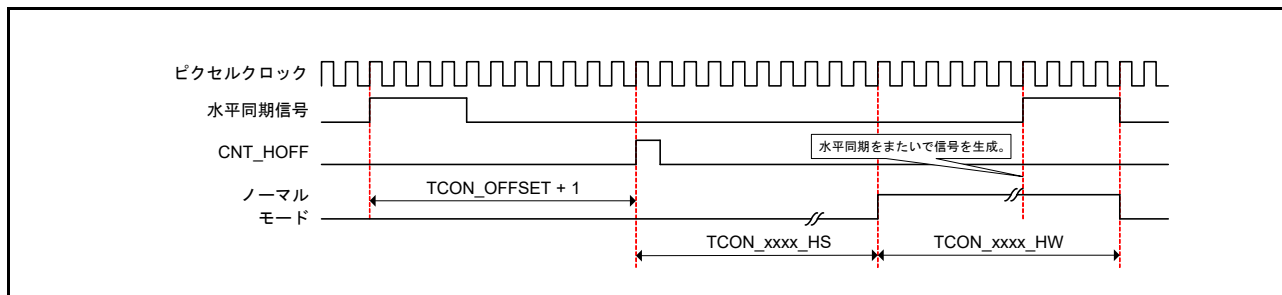 ピクセルクロック
水平同期信号
CNT_HOFF
水平同期をまたいで信号を生成。
TCON_OFFSET + 1
ノーマル
モード
TCON_xxxx_HS
TCON_xxxx_HW